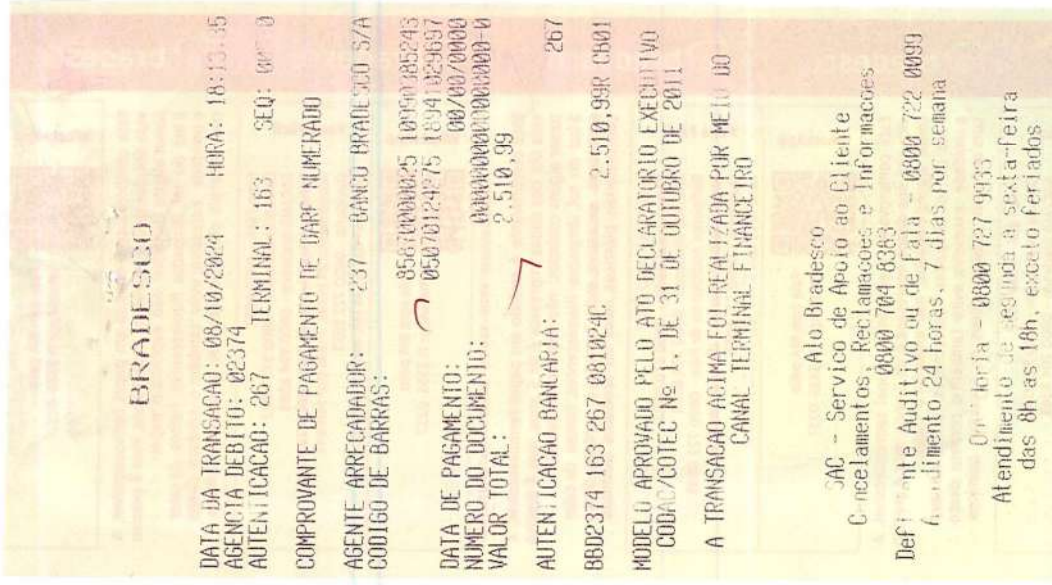 BRADESCO
DATA DA TRANSACAO: 08/10/2024 HORA: 18:13.35
AGENCIA DEBITO: 02374
AUTENTICACAO: 267 TERMINAL: 163 SEQ:
COMPROVANTE DE PAGAMENTO DE DARF NUMERADO
AGENTE ARRECADADOR: 237 - BANCO BRADESCO S/A
CODIGO DE BARRAS:
85670000025 10990385243
05070124275 18941029697
DATA DE PAGAMENTO: 00/00/0000
NUMERO DO DOCUMENTO:
VALOR TOTAL: 2.510,99
AUTENTICACAO BANCARIA: 267
BBD2374 163 267 081024C 2.510,99R CB01
MODELO APROVADO PELO ATO DECLARATORIO EXECUTIVO
CODAC/COTEC Nº 1, DE 31 DE OUTUBRO DE 2011
A TRANSACAO ACIMA FOI REALIZADA POR MEIO DO
CANAL TERMINAL FINANCEIRO
Alo Bradesco
SAC - Servico de Apoio ao Cliente
Cancelamentos, Reclamacoes e Informacoes
0800 704 8383
Deficiente Auditivo ou de Fala - 0800 722 0099
Atendimento 24 horas, 7 dias por semana
Ouvidoria - 0800 727 9933
Atendimento de segunda a sexta-feira
das 8h as 18h, exceto feriados